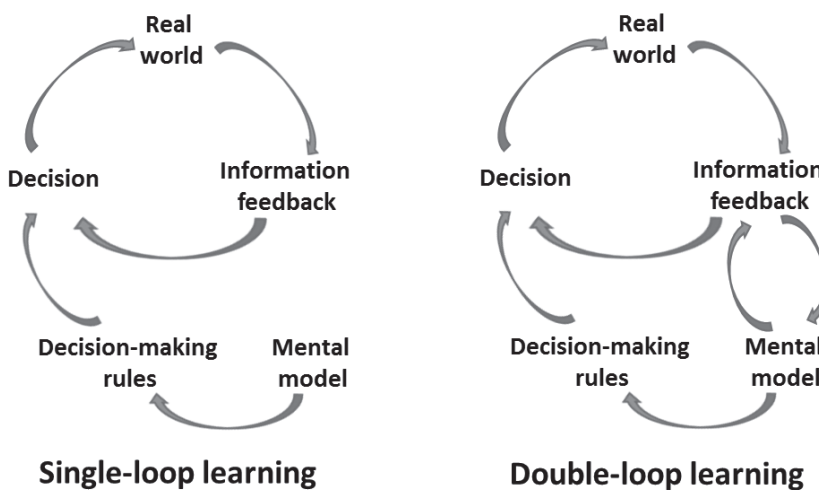 Real
world
Decision
Information
feedback
Decision-making
rules
Mental
model
Single-loop learning
Real
world
Decision
Information
feedback
Decision-making
rules
Mental
model
Double-loop learning